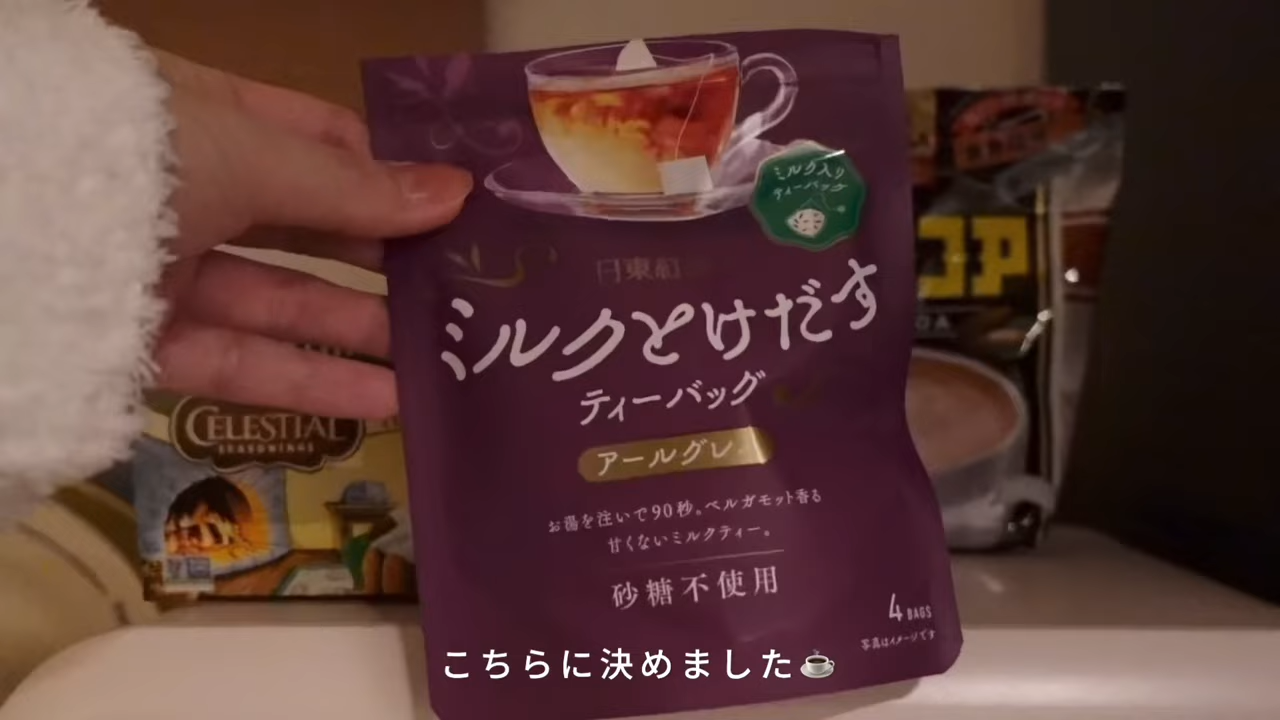 ミルク入り
ティーバッグ
日東紅
ミルクとけだす
ティーバッグ
アールグレ
お湯を注いで90秒。ベルガモット香る
甘くないミルクティー。
砂糖不使用
4 BAGS
写真はイメージです
CELESTIAL
SEASONINGS
OP
OA
こちらに決めました☕